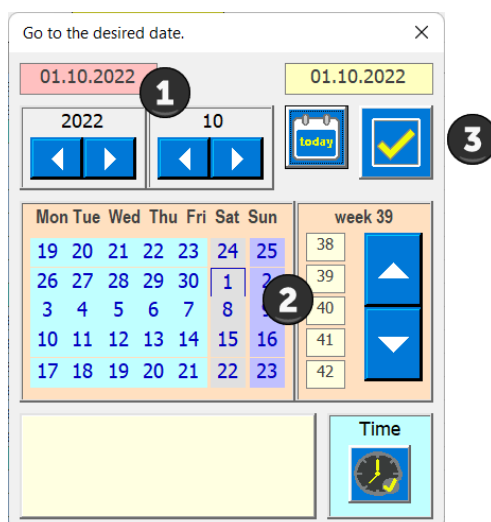 Go to the desired date.
01.10.2022 01.10.2022
1
2022 10
today
3
Mon Tue Wed Thu Fri Sat Sun week 39
19 20 21 22 23 24 25 38
26 27 28 29 30 1 39
2
3 4 5 6 7 8 40
10 11 12 13 14 15 16 41
17 18 19 20 21 22 23 42
Time